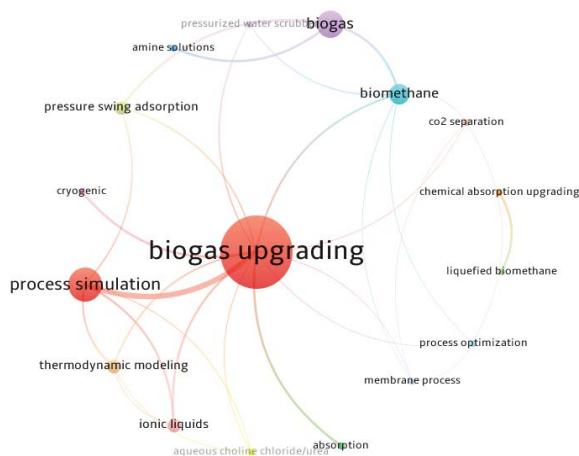 pressurized water scrubb
biogas
amine solutions
biomethane
pressure swing adsorption
co2 separation
cryogenic
chemical absorption upgrading
biogas upgrading
liquefied biomethane
process simulation
process optimization
thermodynamic modeling
membrane process
ionic liquids
absorption
aqueous choline chloride/urea